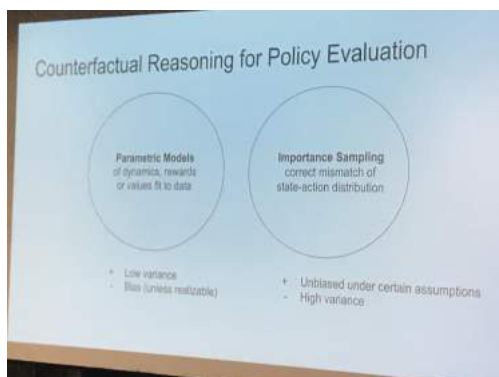 Counterfactual Reasoning for Policy Evaluation
Parametric Models
of dynamics, rewards
or values fit to data
Importance Sampling
correct mismatch of
state-action distribution
+ Low variance
- Bias (unless realizable)
+ Unbiased under certain assumptions
- High variance